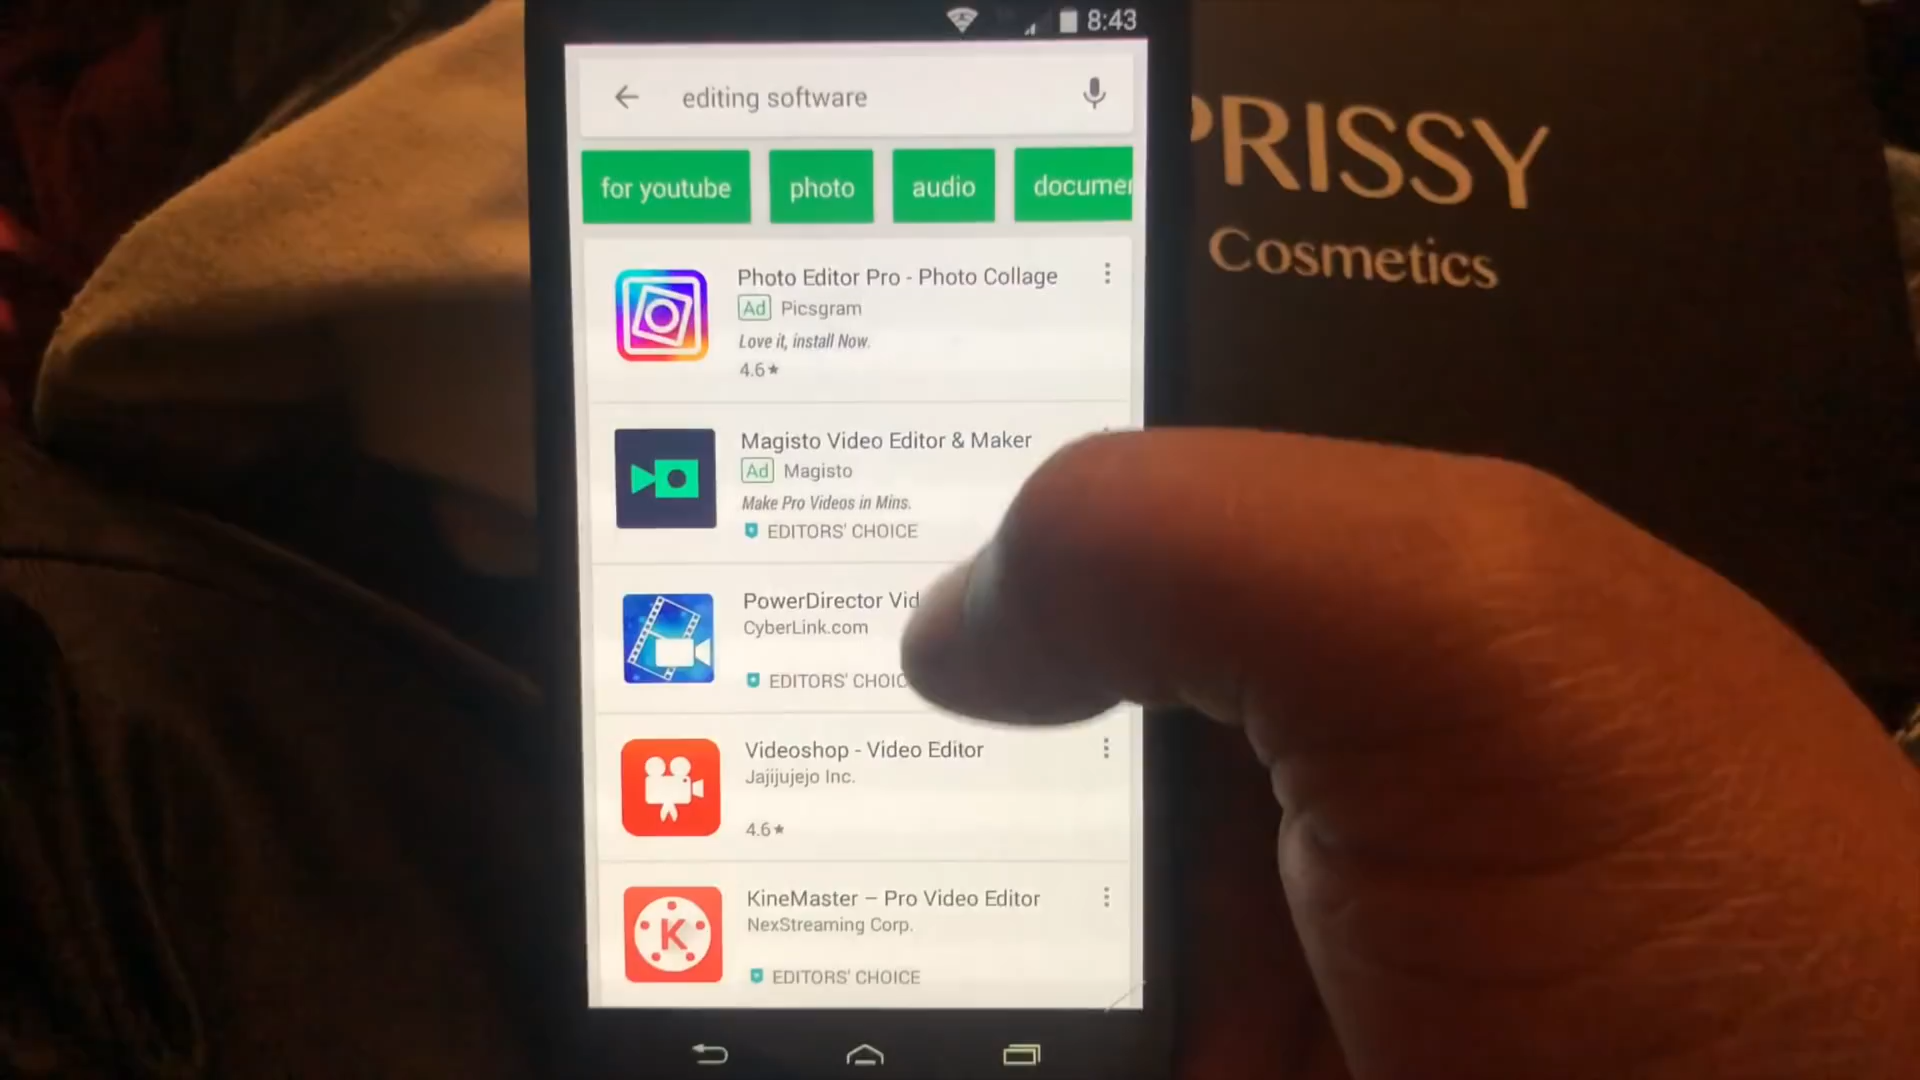 8:43
editing software
for youtube
photo
audio
documen
Photo Editor Pro - Photo Collage
Ad Picsgram
Love it, install Now.
4.6★
Magisto Video Editor & Maker
Ad Magisto
Make Pro Videos in Mins.
EDITORS' CHOICE
PowerDirector Vid
CyberLink.com
EDITORS' CHOIC
Videoshop - Video Editor
Jajijujejo Inc.
4.6★
K
KineMaster – Pro Video Editor
NexStreaming Corp.
EDITORS' CHOICE
PRISSY
Cosmetics